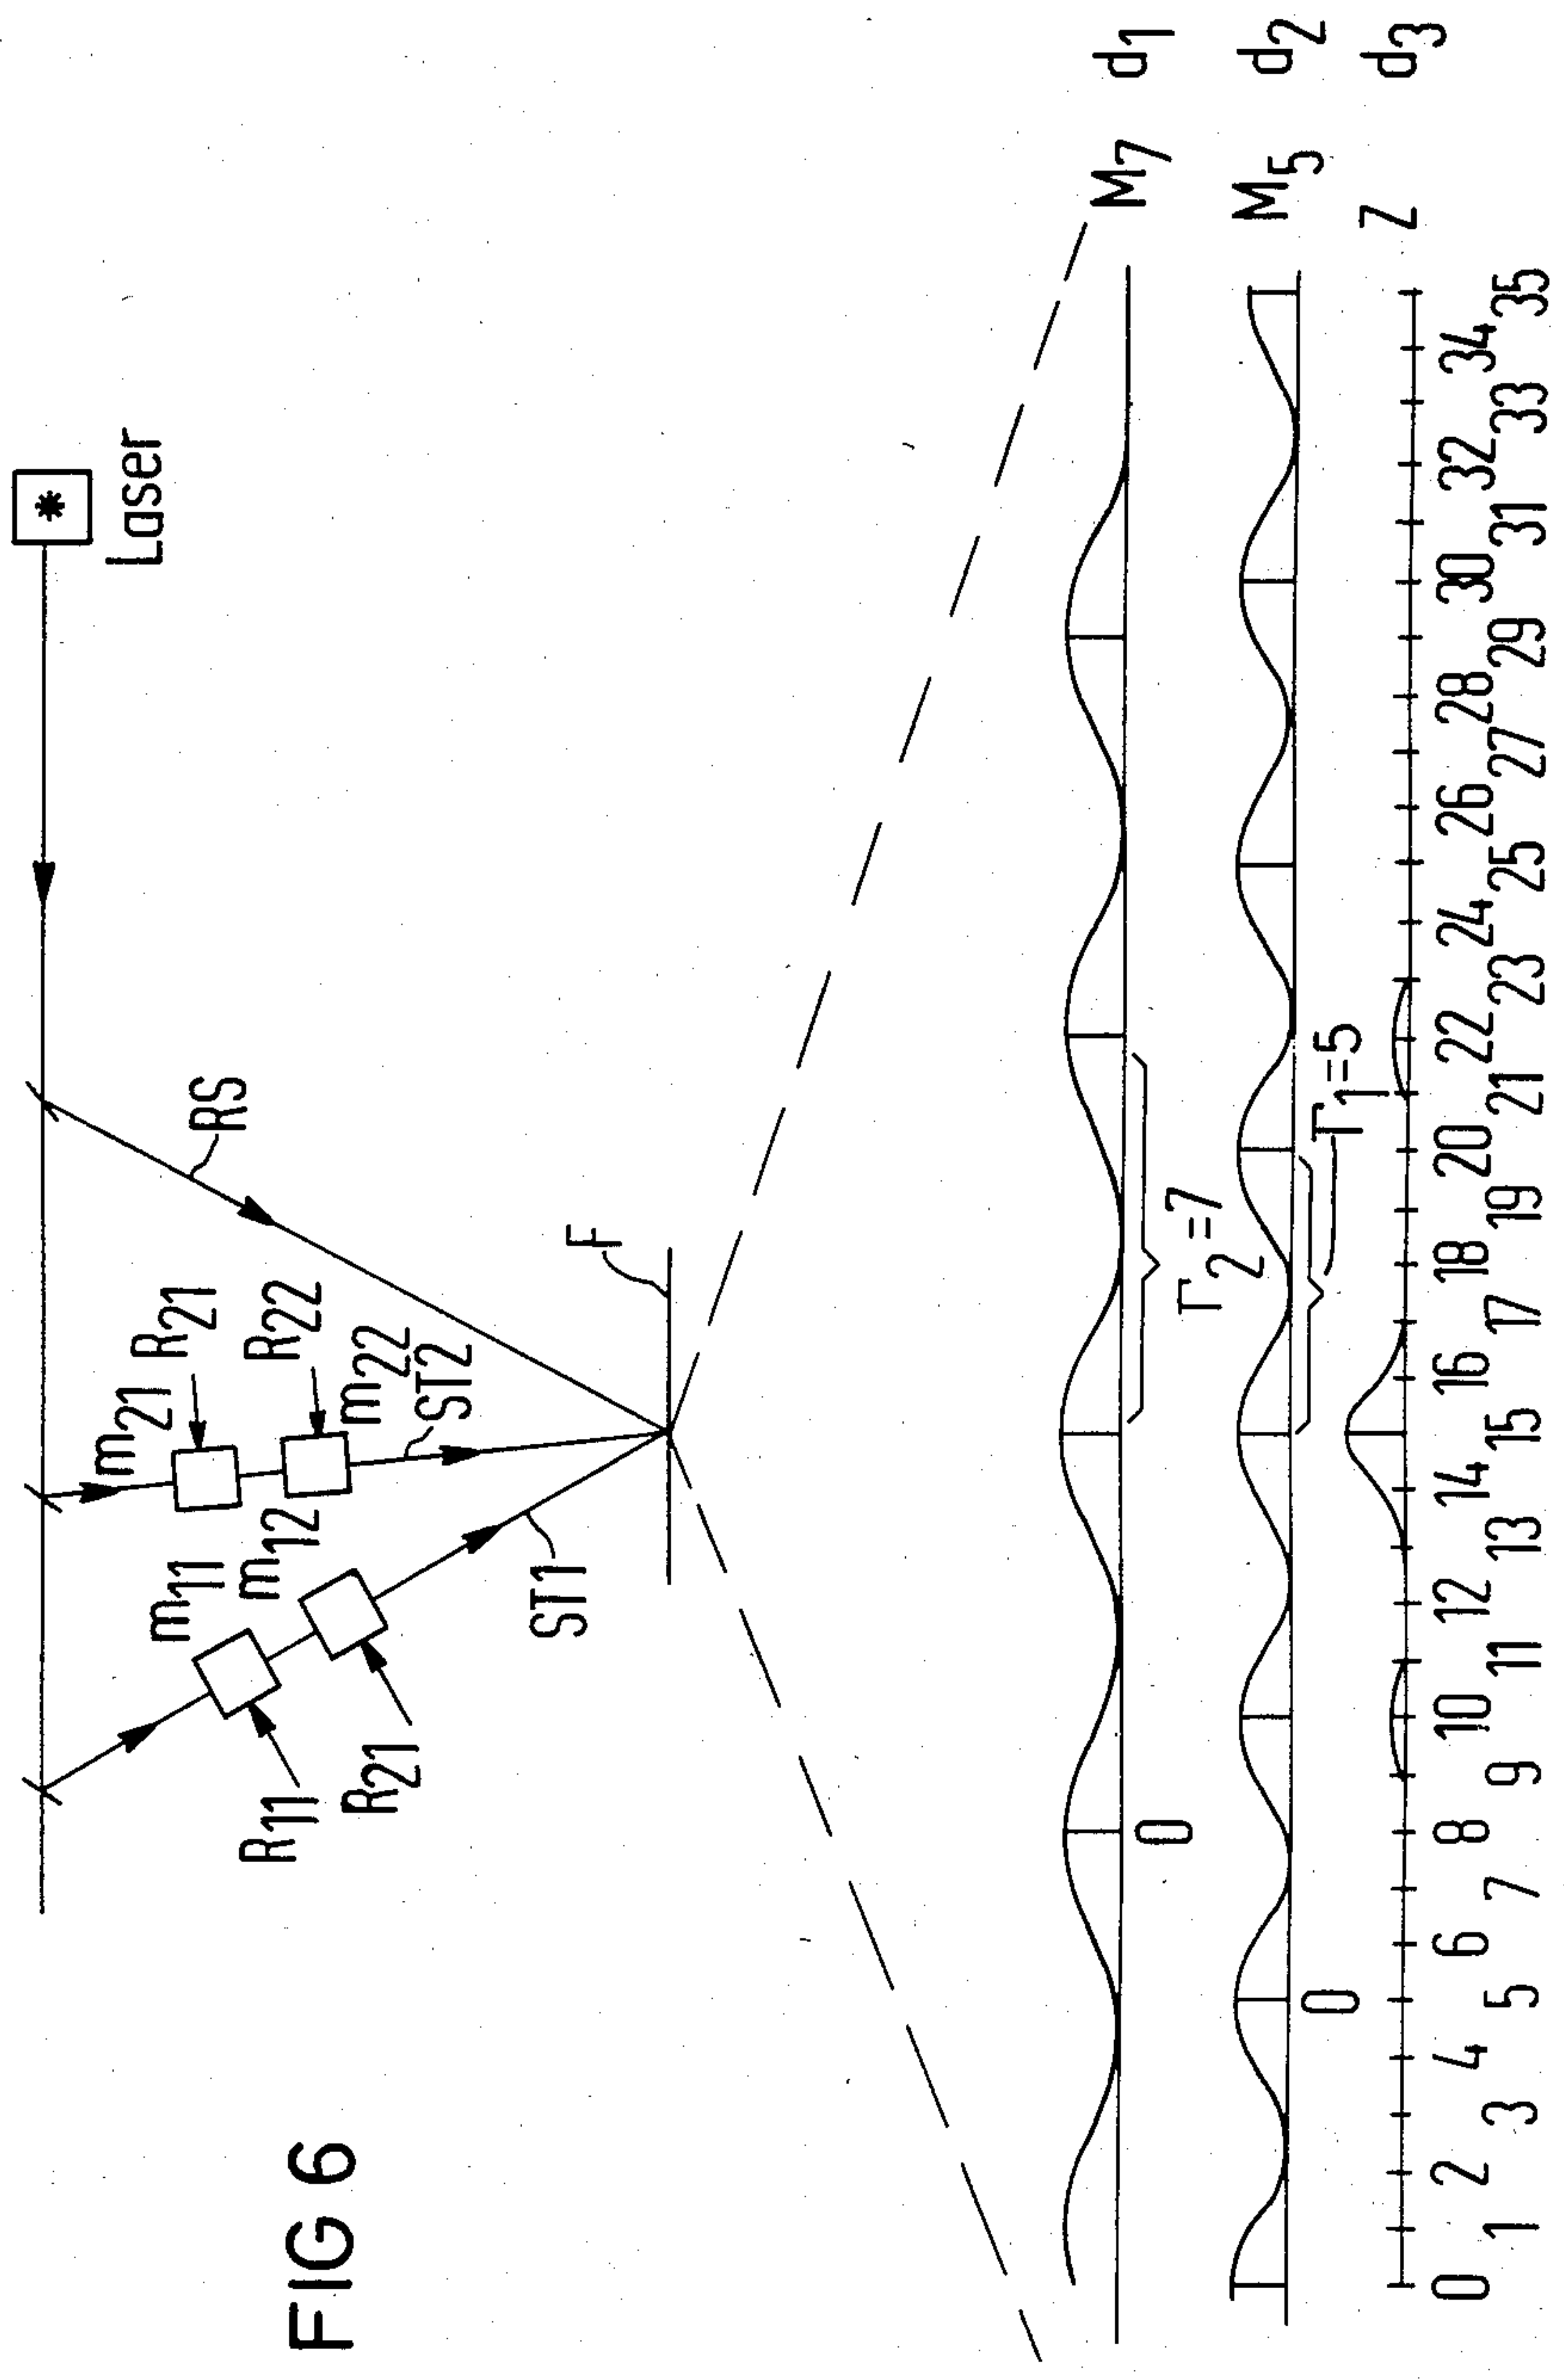 FIG 6
Laser
RS
F
m21 R21
R22
m22
ST2
m11
m12
R11
R21
ST1
M7 d1
0
Γ2=7
M5 d2
0
Γ1=5
Z d3
0 1 2 3 4 5 6 7 8 9 10 11 12 13 14 15 16 17 18 19 20 21 22 23 24 25 26 27 28 29 30 31 32 33 34 35